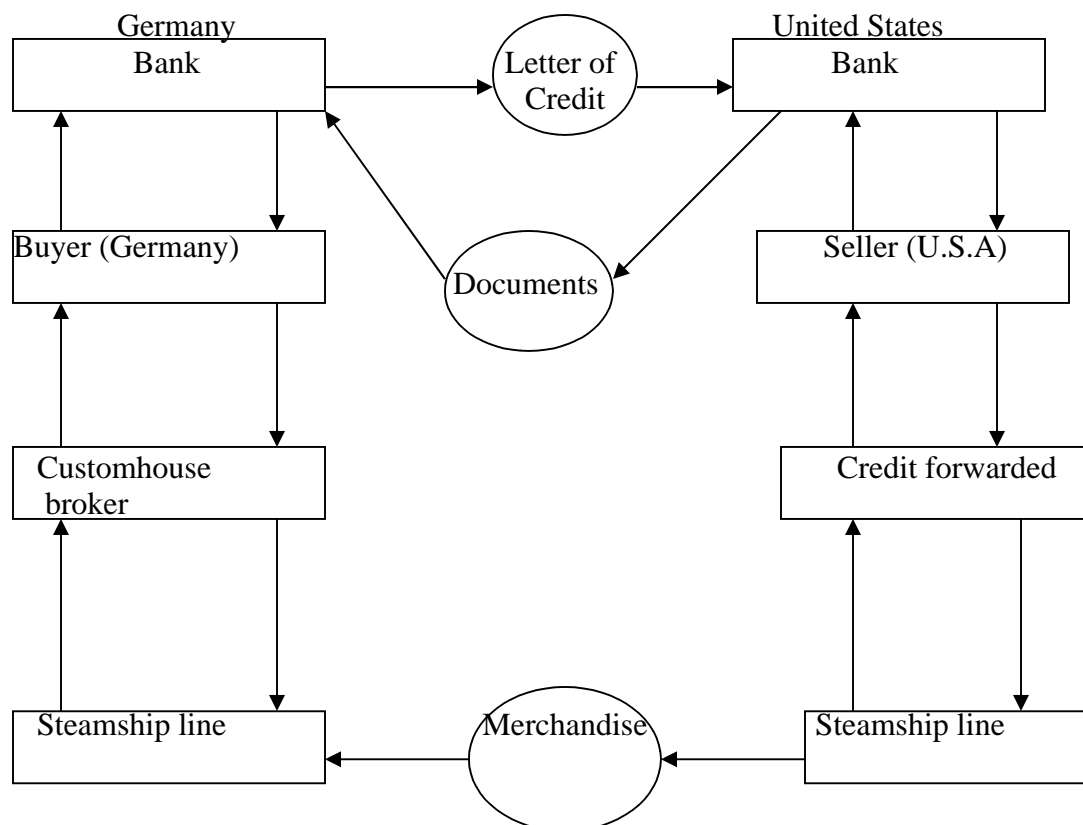 Germany
Bank
United States
Bank
Letter of
Credit
Buyer (Germany)
Documents
Seller (U.S.A)
Customhouse
broker
Credit forwarded
Steamship line
Merchandise
Steamship line